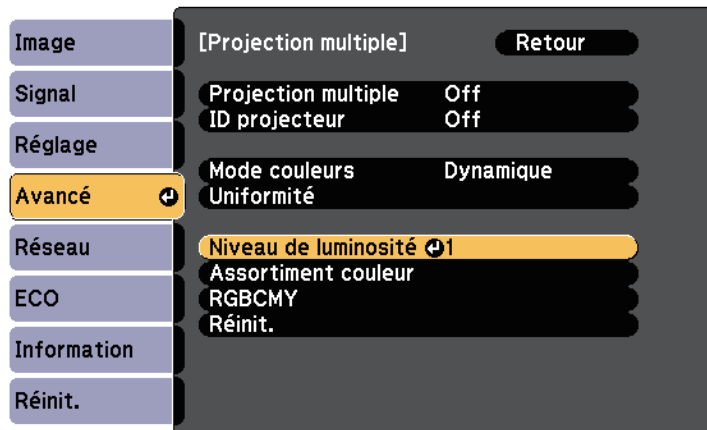 Image
Signal
Réglage
Avancé
Réseau
ECO
Information
Réinit.
[Projection multiple] Retour
Projection multiple Off
ID projecteur Off
Mode couleurs Dynamique
Uniformité
Niveau de luminosité 1
Assortiment couleur
RGBCMY
Réinit.